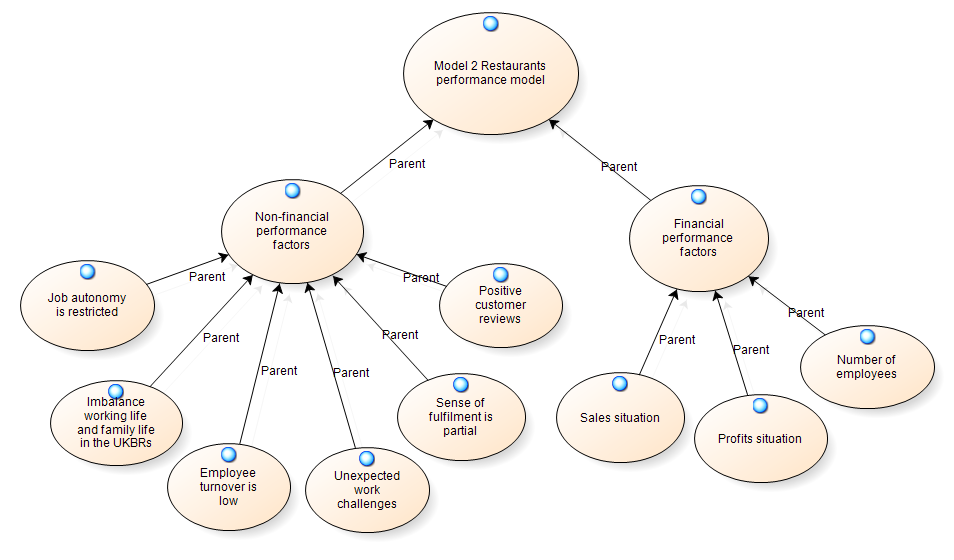 Model 2 Restaurants
performance model
Parent
Parent
Non-financial
performance
factors
Financial
performance
factors
Parent
Parent
Job autonomy
is restricted
Positive
customer
reviews
Parent
Parent
Parent
Parent
Parent
Parent
Parent
Number of
employees
Imbalance
working life
and family life
in the UKBRs
Sense of
fulfilment is
partial
Sales situation
Profits situation
Employee
turnover is
low
Unexpected
work
challenges